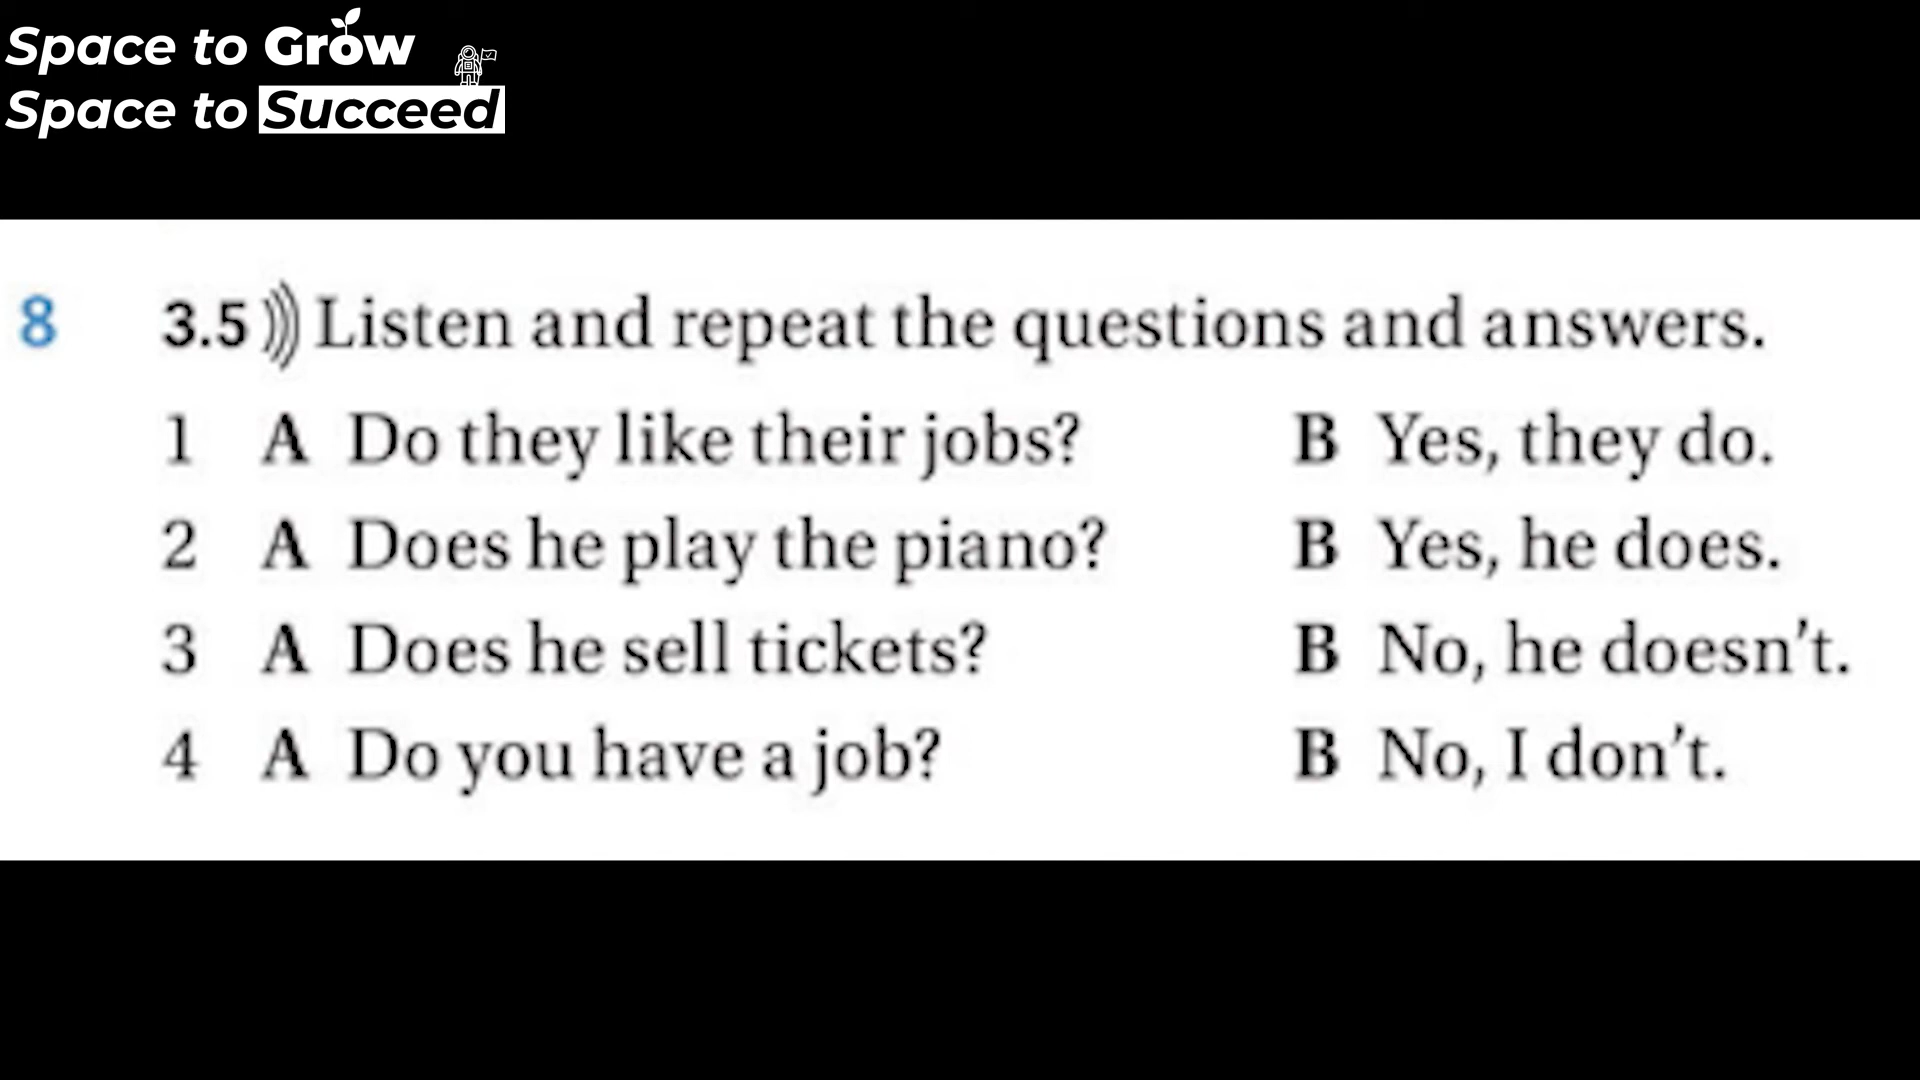 Space to Grow
Space to Succeed
8 3.5 Listen and repeat the questions and answers.
1 A Do they like their jobs? B Yes, they do.
2 A Does he play the piano? B Yes, he does.
3 A Does he sell tickets? B No, he doesn't.
4 A Do you have a job? B No, I don't.